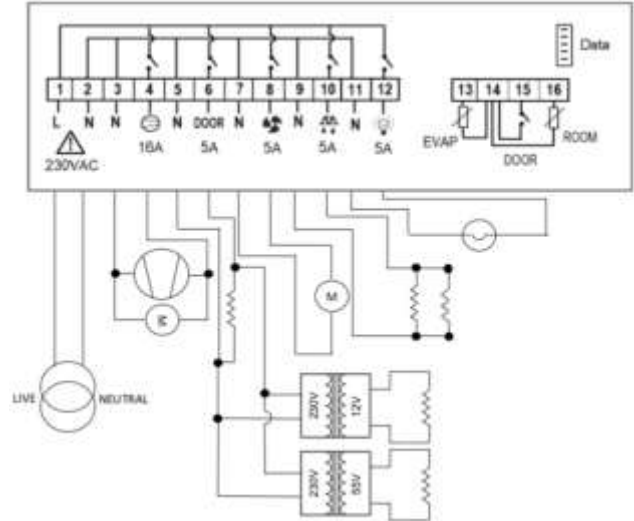 Data
1 2 3 4 5 6 7 8 9 10 11 12
13 14 15 16
L N N N DOOR N N N
16A 5A 5A 5A 5A
230VAC
EVAP
ROOM
DOOR
M
M
LIVE
NEUTRAL
230V
12V
230V
55V